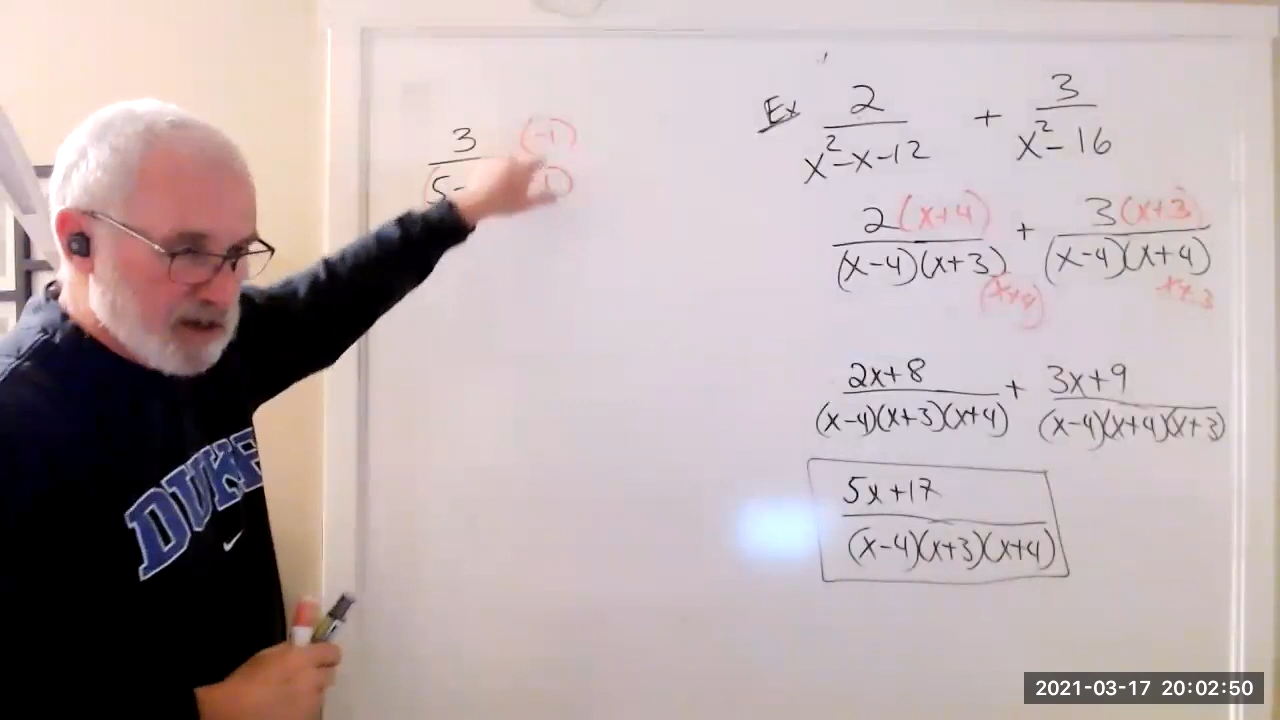 3 (-1)
(5-
Ex 2/(x²-x-12) + 3/(x²-16)
2(x+4)/((x-4)(x+3)(x+4)) + 3(x+3)/((x-4)(x+4) x+3)
(2x+8)/((x-4)(x+3)(x+4)) + (3x+9)/((x-4)(x+4)(x+3))
(5x+17)/((x-4)(x+3)(x+4))
DUKE
2021-03-17 20:02:50